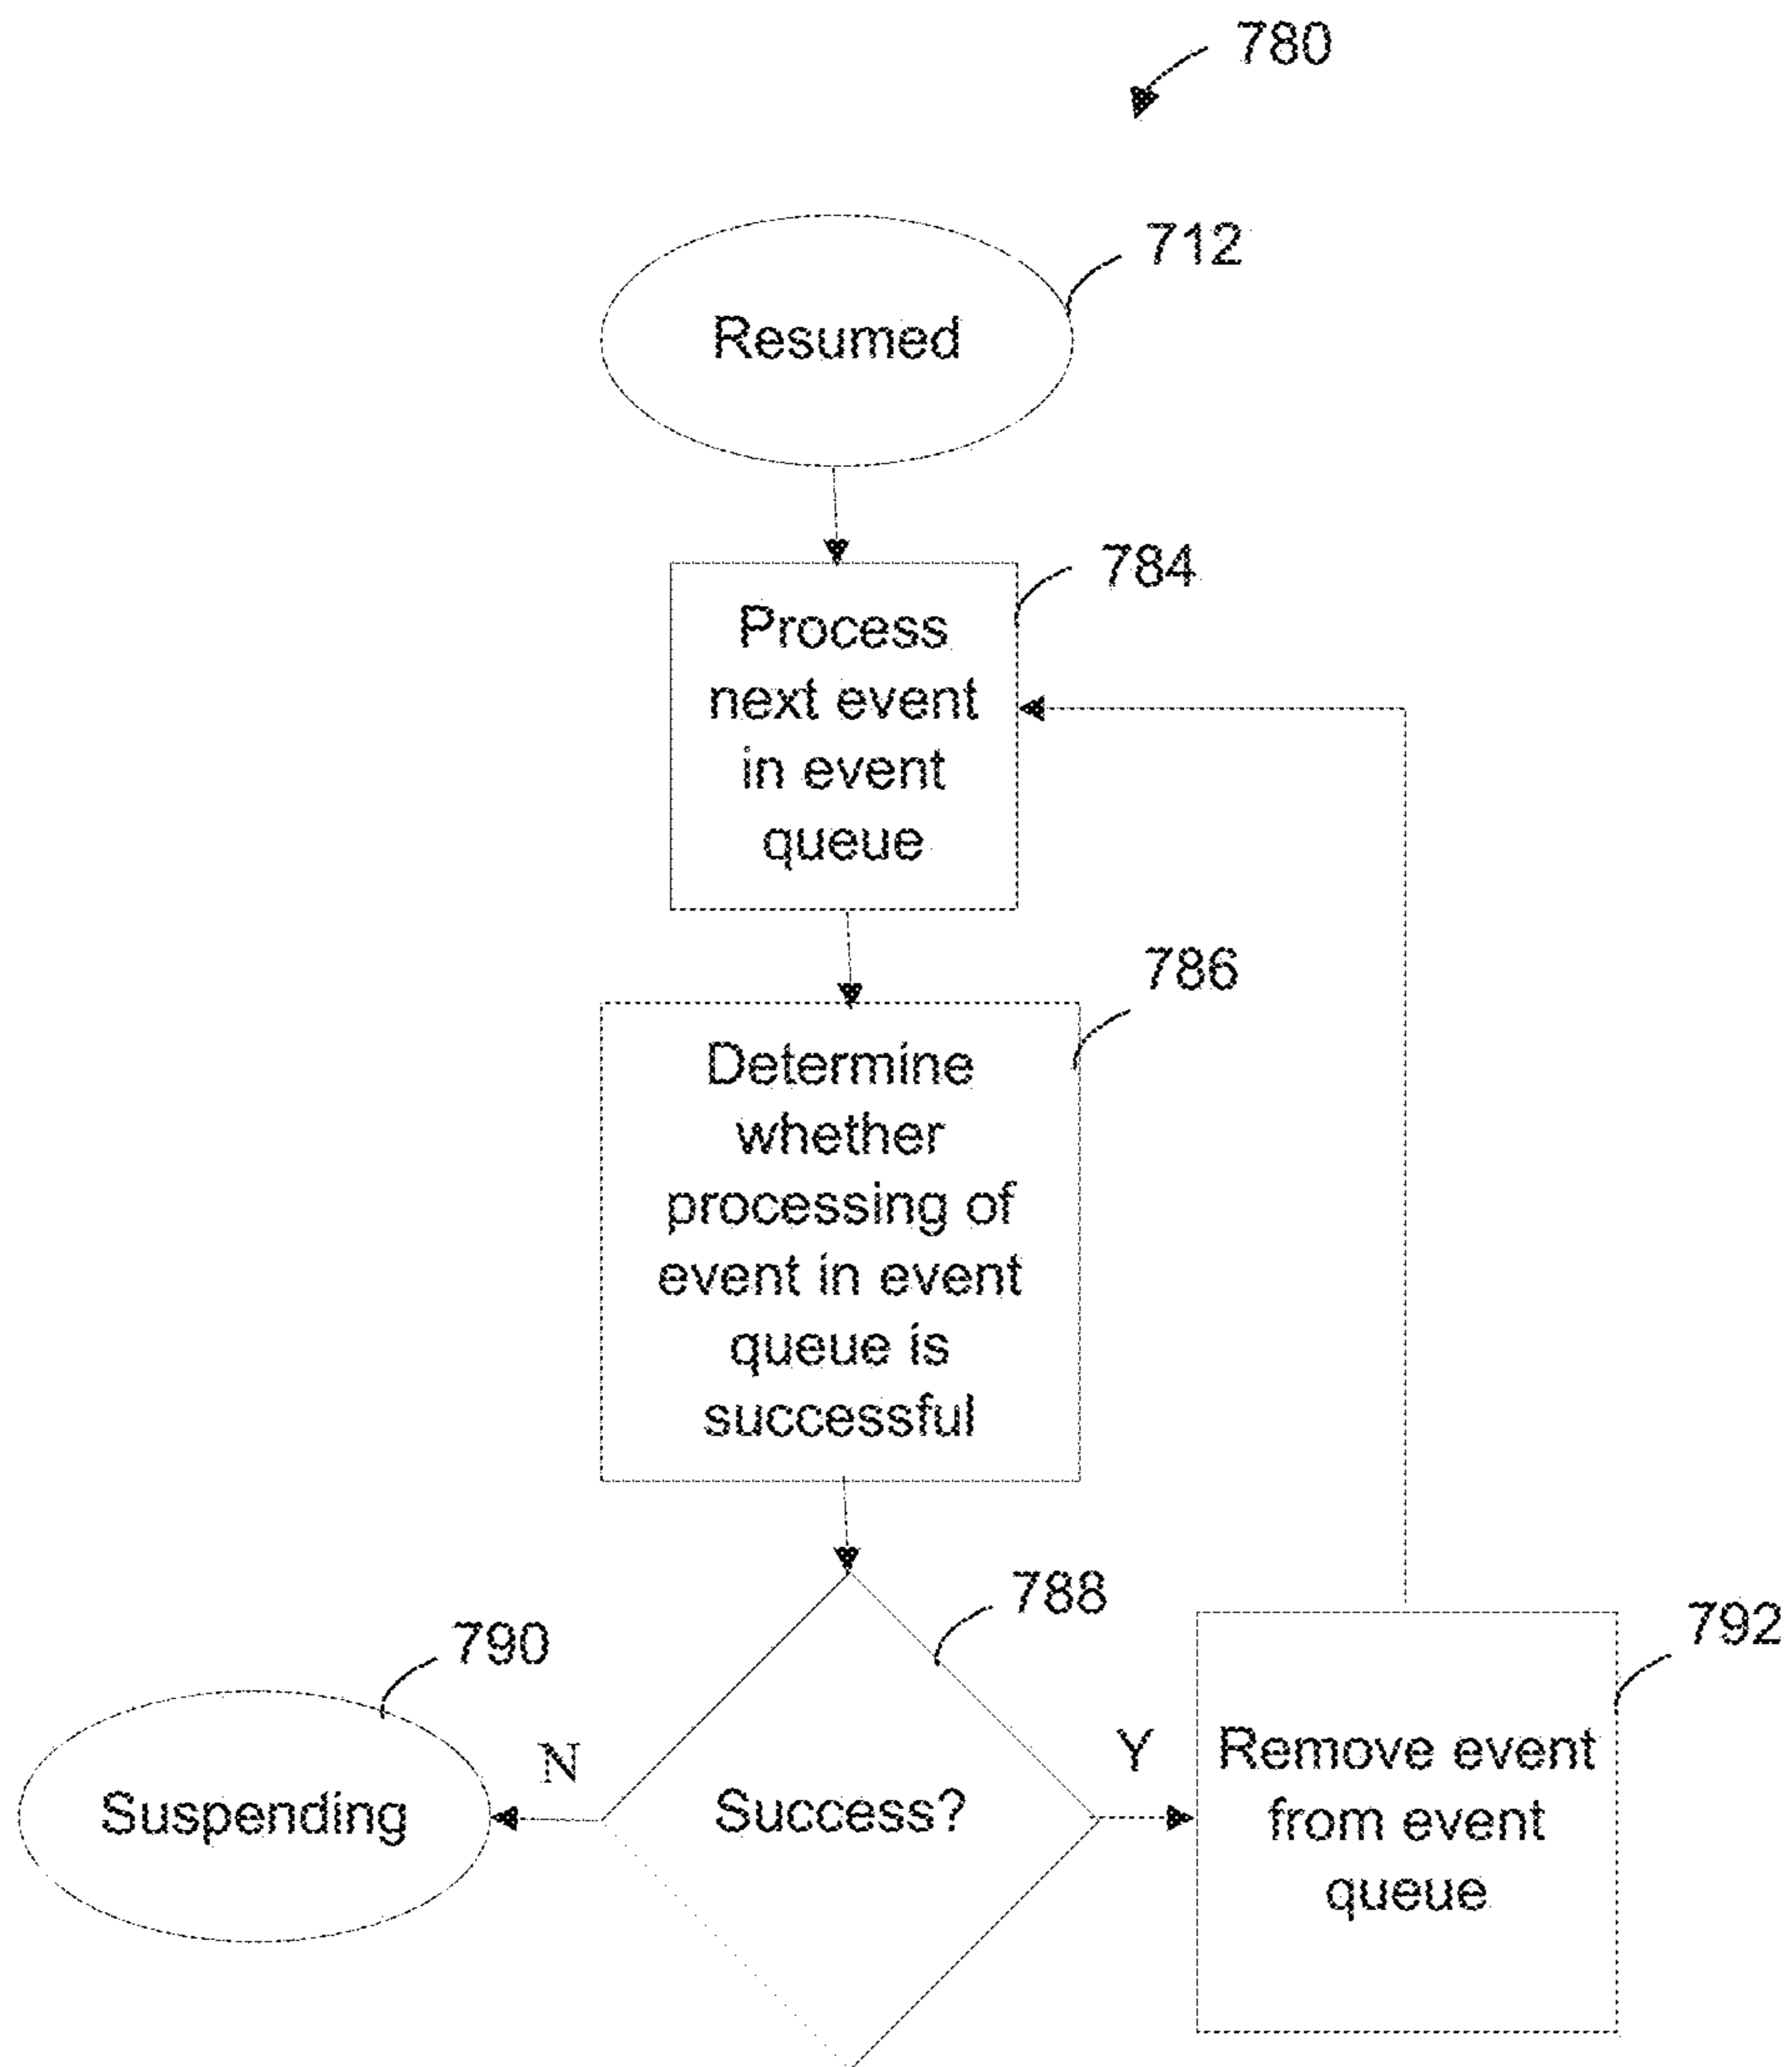 780
712
Resumed
784
Process
next event
in event
queue
786
Determine
whether
processing of
event in event
queue is
successful
788
790
792
N
Y
Suspending
Success?
Remove event
from event
queue